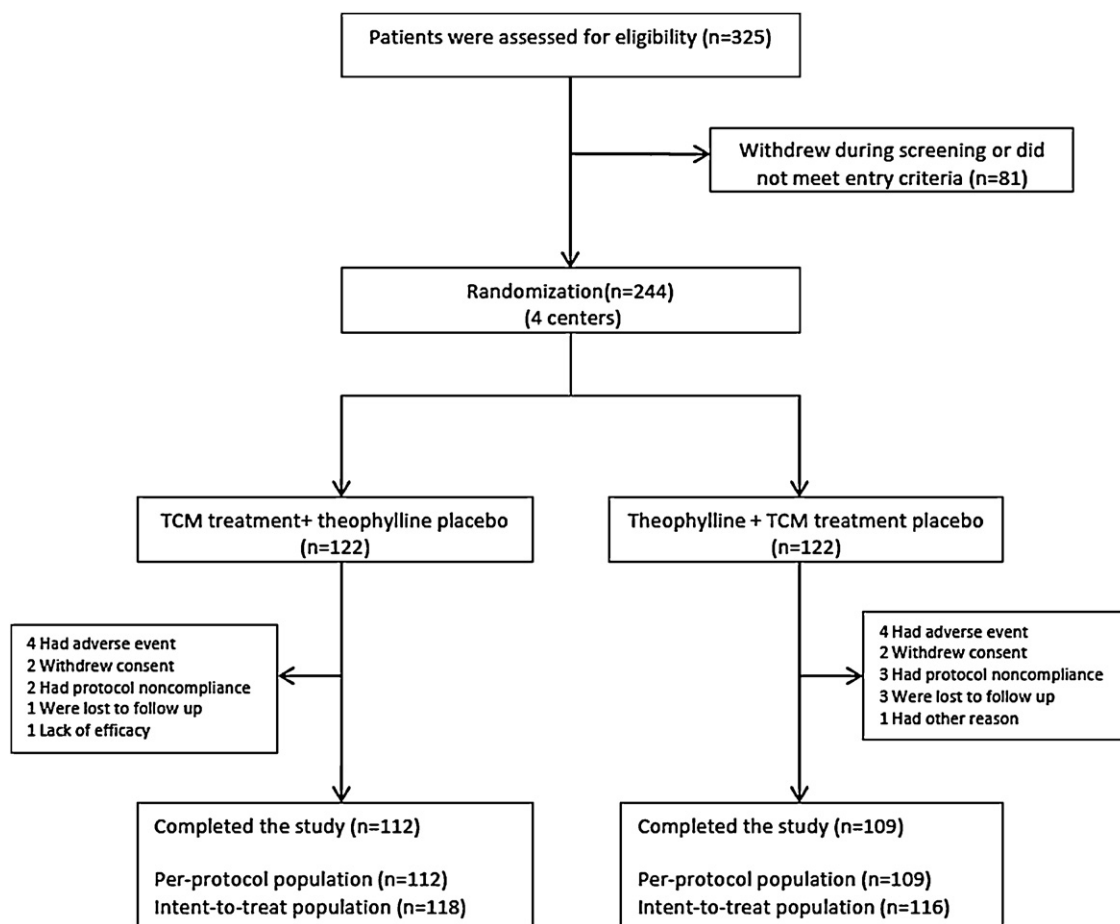 Patients were assessed for eligibility (n=325)
Withdrew during screening or did
not meet entry criteria (n=81)
Randomization(n=244)
(4 centers)
TCM treatment+ theophylline placebo
(n=122)
Theophylline + TCM treatment placebo
(n=122)
4 Had adverse event
2 Withdrew consent
2 Had protocol noncompliance
1 Were lost to follow up
1 Lack of efficacy
4 Had adverse event
2 Withdrew consent
3 Had protocol noncompliance
3 Were lost to follow up
1 Had other reason
Completed the study (n=112)
Per-protocol population (n=112)
Intent-to-treat population (n=118)
Completed the study (n=109)
Per-protocol population (n=109)
Intent-to-treat population (n=116)